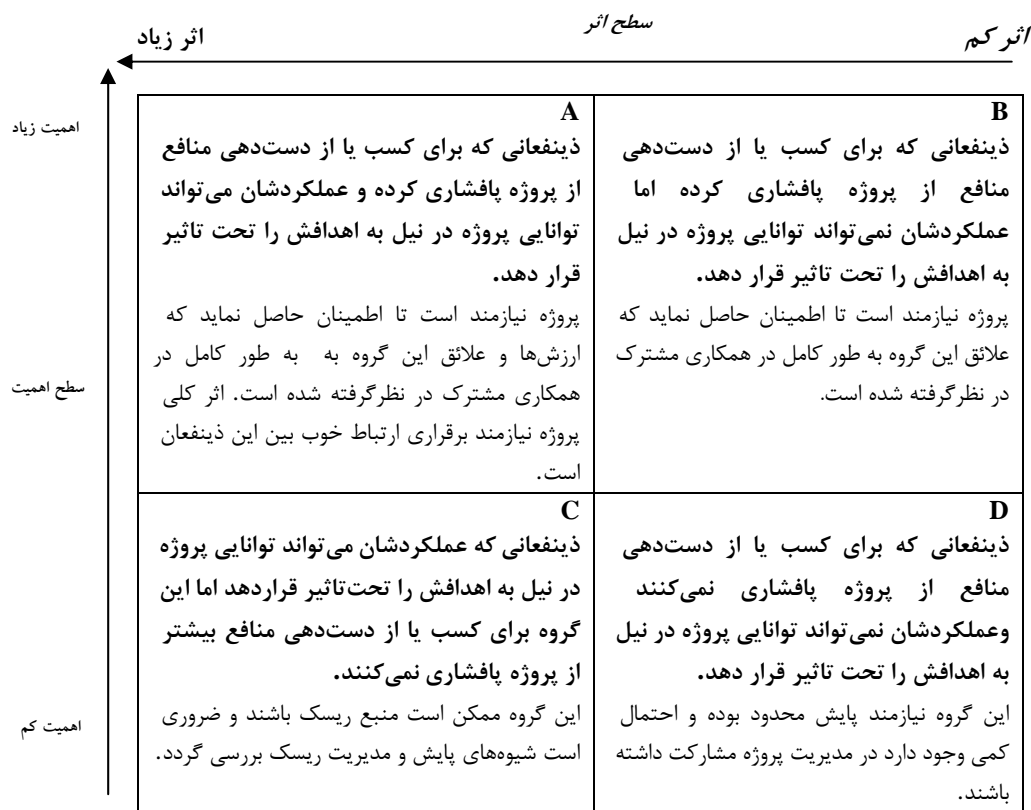 سطح اثر
اثر کم
اثر زیاد
اهمیت زیاد
سطح اهمیت
اهمیت کم
B
ذینفعانی که برای کسب یا از دست‌دهی
منافع از پروژه پافشاری کرده اما
عملکردشان نمی‌تواند توانایی پروژه در نیل
به اهدافش را تحت تاثیر قرار دهد.
پروژه نیازمند است تا اطمینان حاصل نماید که
علائق این گروه به طور کامل در همکاری مشترک
در نظرگرفته شده است.
A
ذینفعانی که برای کسب یا از دست‌دهی منافع
از پروژه پافشاری کرده و عملکردشان می‌تواند
توانایی پروژه در نیل به اهدافش را تحت تاثیر
قرار دهد.
پروژه نیازمند است تا اطمینان حاصل نماید که
ارزش‌ها و علائق این گروه به به طور کامل در
همکاری مشترک در نظرگرفته شده است. اثر کلی
پروژه نیازمند برقراری ارتباط خوب بین این ذینفعان
است.
D
ذینفعانی که برای کسب یا از دست‌دهی
منافع از پروژه پافشاری نمی‌کنند
وعملکردشان نمی‌تواند توانایی پروژه در نیل
به اهدافش را تحت تاثیر قرار دهد.
این گروه نیازمند پایش محدود بوده و احتمال
کمی وجود دارد در مدیریت پروژه مشارکت داشته
باشند.
C
ذینفعانی که عملکردشان می‌تواند توانایی پروژه
در نیل به اهدافش را تحت‌تاثیر قراردهد اما این
گروه برای کسب یا از دست‌دهی منافع بیشتر
از پروژه پافشاری نمی‌کنند.
این گروه ممکن است منبع ریسک باشند و ضروری
است شیوه‌های پایش و مدیریت ریسک بررسی گردد.